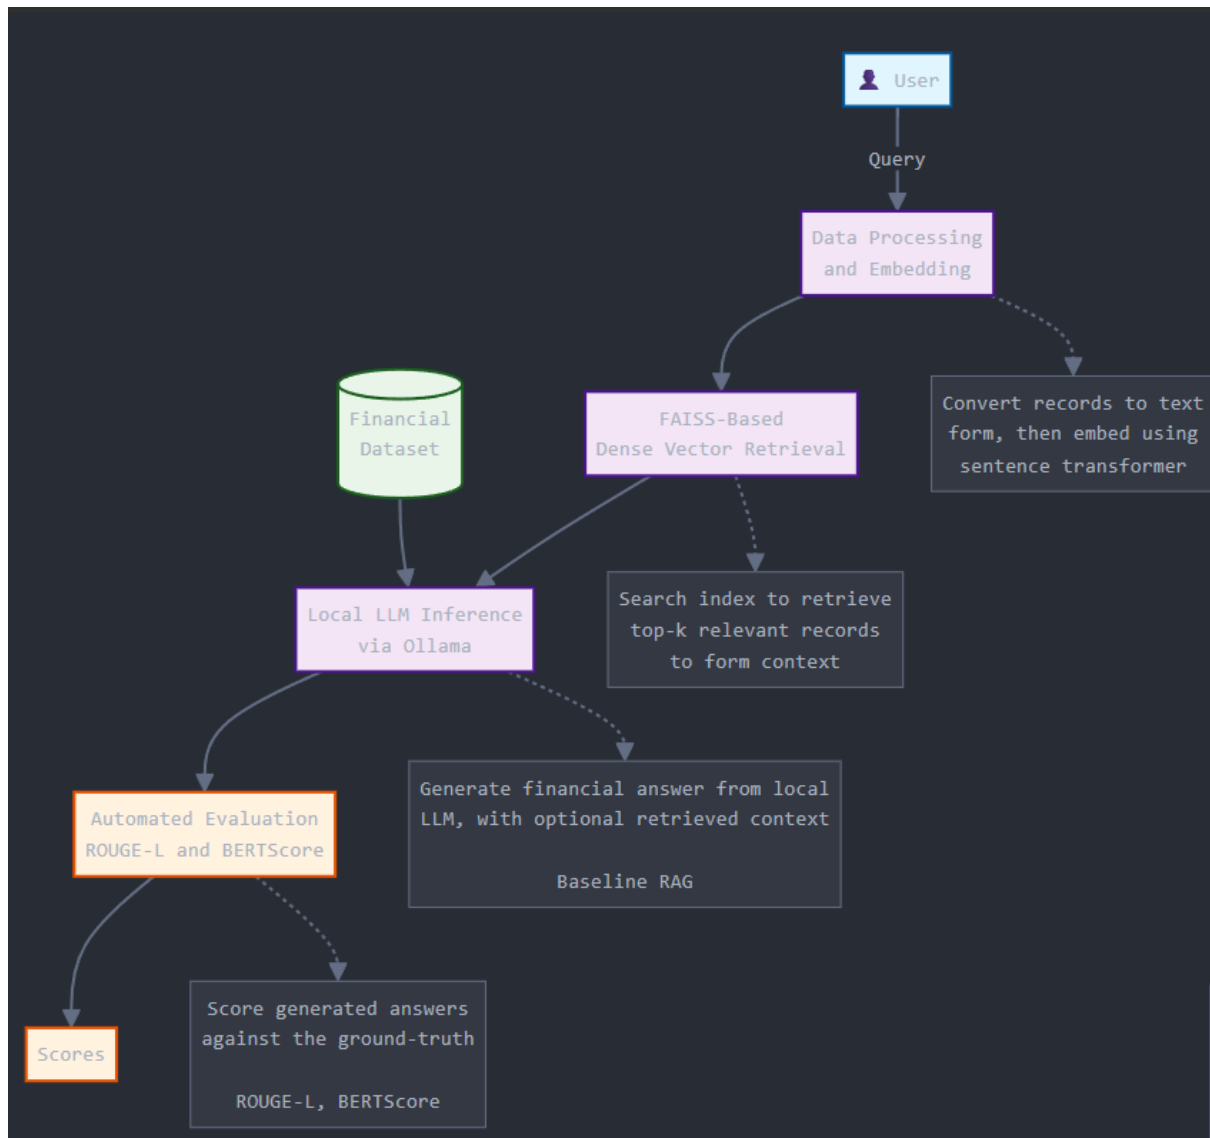 User
Query
Data Processing
and Embedding
Convert records to text
form, then embed using
sentence transformer
Financial
Dataset
FAISS-Based
Dense Vector Retrieval
Search index to retrieve
top-k relevant records
to form context
Local LLM Inference
via Ollama
Generate financial answer from local
LLM, with optional retrieved context
Baseline RAG
Automated Evaluation
ROUGE-L and BERTScore
Score generated answers
against the ground-truth
ROUGE-L, BERTScore
Scores